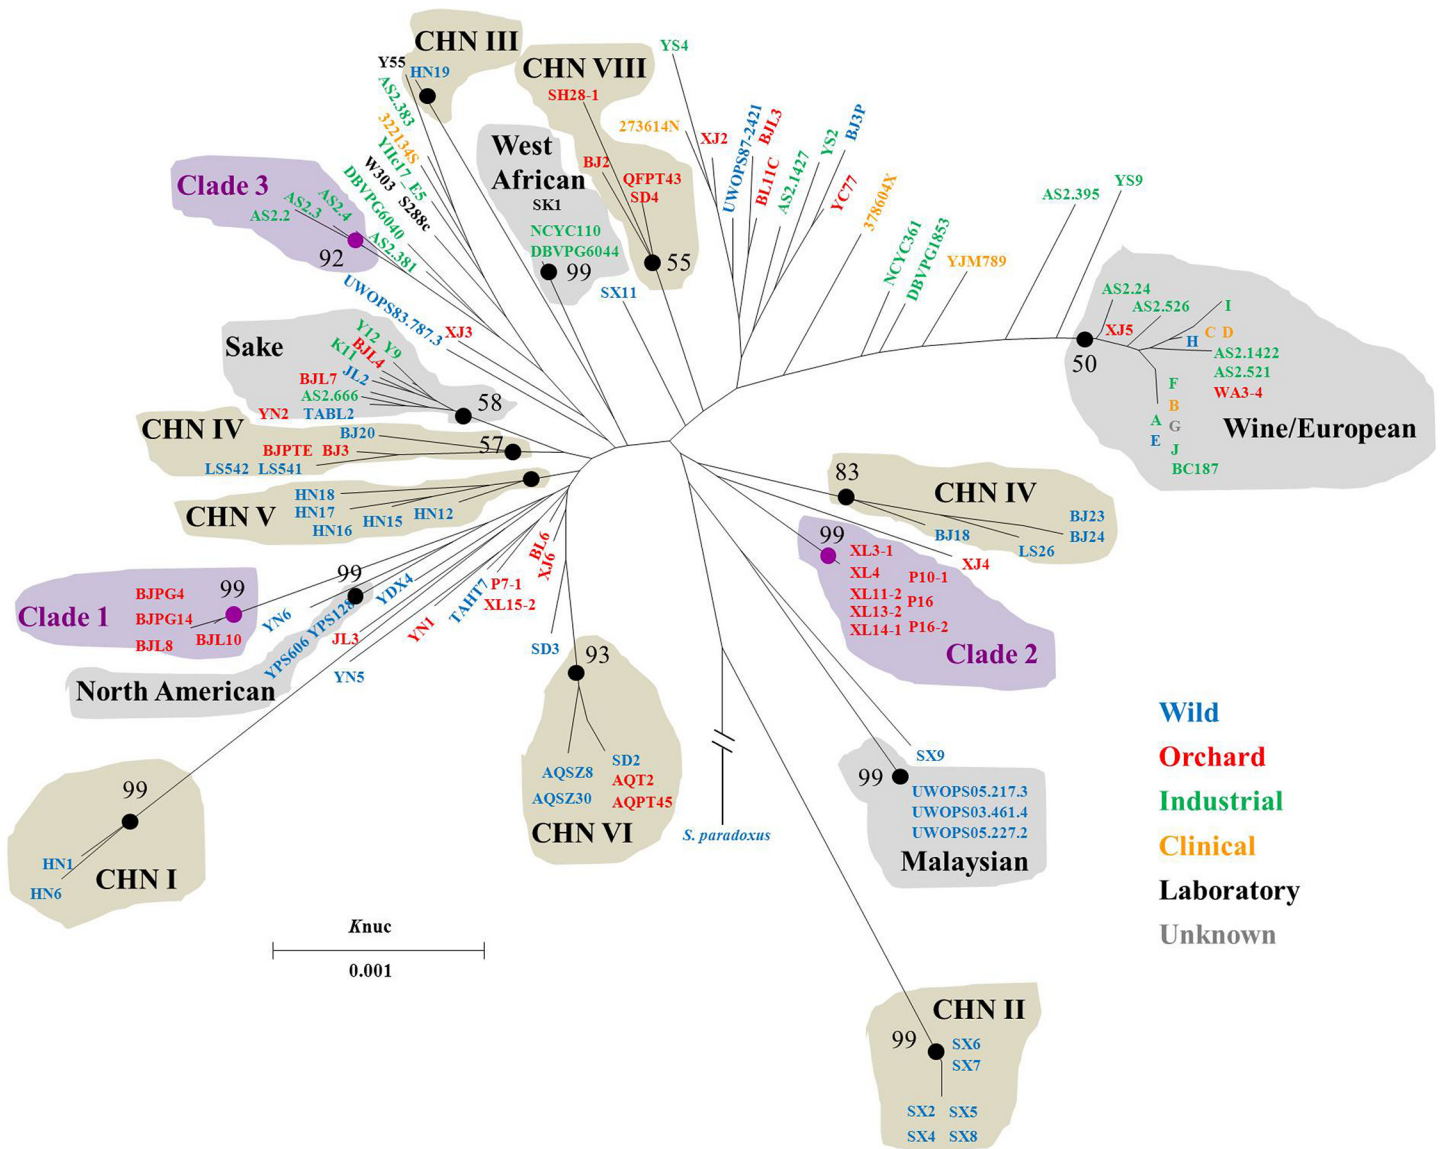 CHN III
Y55
HN19
AS2.383
322134S
YIIc17_E5
W303 S288c
DBVPG6040
AS2.381
CHN VIII
SH28-1
BJ2
QFPT43
SD4
55
West
African
SK1
NCYC110
DBVPG6044
99
SX11
YS4
273614N
XJ2
UWOPS87-2421
BJL3
BL11C
AS2.1427
YS2
BJ3P
YC77
378604X
NCYC361
DBVPG1853
YJM789
AS2.395
YS9
Clade 3
AS2.2
AS2.3
AS2.4
92
UWOPS83.787.3
XJ3
AS2.24
AS2.526
I
XJ5
C D
H
50
AS2.1422
AS2.521
WA3-4
F
B
A
G
E
J
BC187
Wine/European
Sake
Y12 Y9
K11
BJL4
JL2
BJL7
AS2.666
YN2
TABL2
58
CHN IV
BJ20
BJPTE BJ3
57
LS542 LS541
CHN V
HN18
HN17
HN16
HN15
HN12
83
CHN IV
BJ23
BJ24
BJ18
LS26
99
XL3-1
XL4
P10-1
XL11-2
P16
XL13-2
XL14-1
P16-2
Clade 2
XJ4
Clade 1
BJPG4
BJPG14
BJL8
BJL10
99
YN6
99
YPS606 YPS128
North American
YDX4
JL3
YN5
YN1
TAHT7
P7-1
XL15-2
BL6
XJ6
SD3
93
AQSZ8
SD2
AQT2
AQSZ30
AQPT45
CHN VI
S. paradoxus
SX9
99
UWOPS05.217.3
UWOPS03.461.4
UWOPS05.227.2
Malaysian
Wild
Orchard
Industrial
Clinical
Laboratory
Unknown
99
HN1
HN6
CHN I
Knuc
0.001
CHN II
99
SX6
SX7
SX2 SX5
SX4 SX8